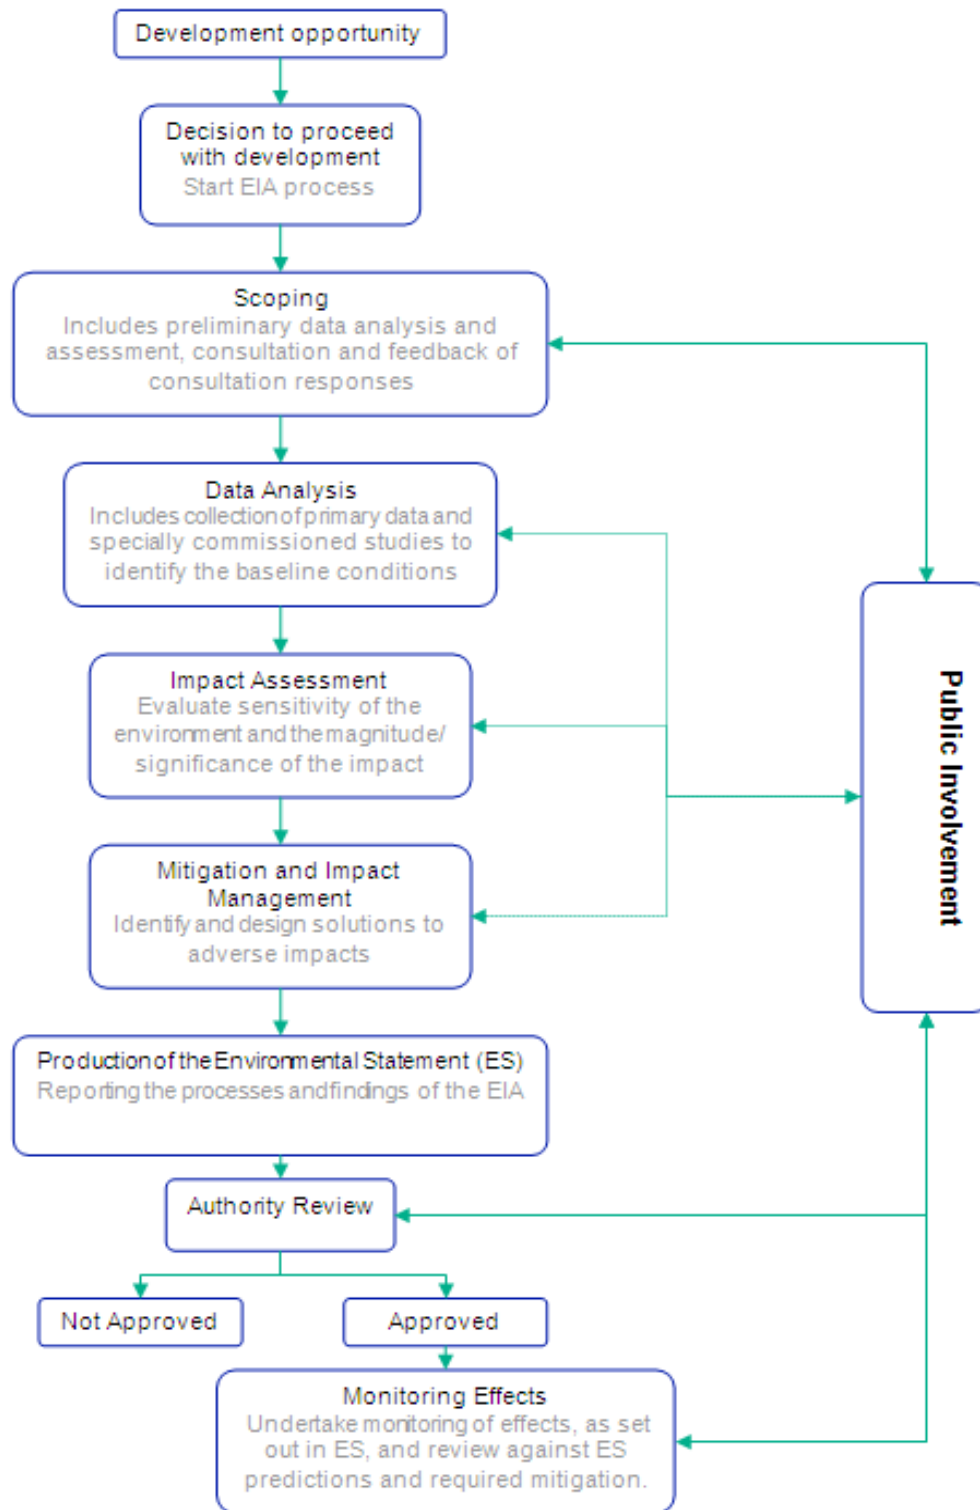 Development opportunity
Decision to proceed
with development
Start EIA process
Scoping
Includes preliminary data analysis and
assessment, consultation and feedback of
consultation responses
Data Analysis
Includes collection of primary data and
specially commissioned studies to
identify the baseline conditions
Impact Assessment
Evaluate sensitivity of the
environment and the magnitude/
significance of the impact
Mitigation and Impact
Management
Identify and design solutions to
adverse impacts
Production of the Environmental Statement (ES)
Reporting the processes and findings of the EIA
Authority Review
Not Approved
Approved
Monitoring Effects
Undertake monitoring of effects, as set
out in ES, and review against ES
predictions and required mitigation.
Public Involvement